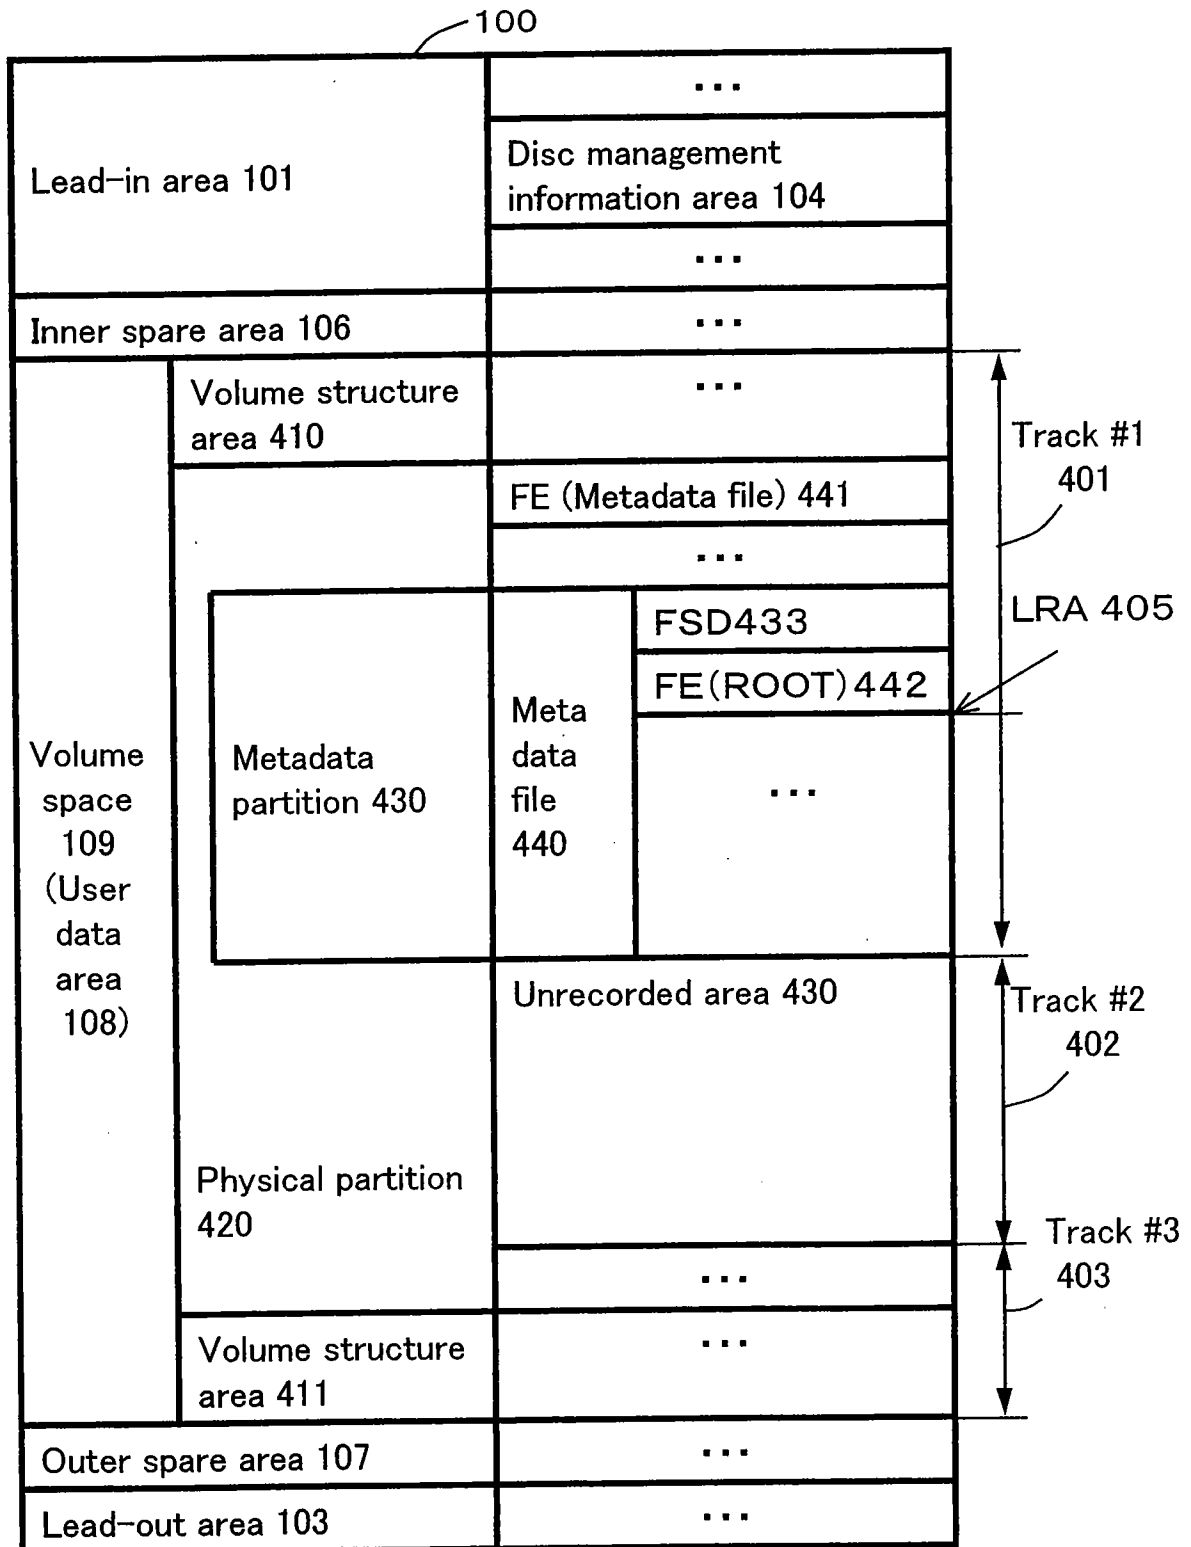 100
...
Lead-in area 101
Disc management
information area 104
...
Inner spare area 106
...
Volume structure
area 410
...
Track #1
401
FE (Metadata file) 441
...
FSD433
LRA 405
FE(ROOT)442
Meta
data
file
440
Metadata
partition 430
...
Volume
space
109
(User
data
area
108)
Unrecorded area 430
Track #2
402
Physical partition
420
Track #3
403
...
Volume structure
area 411
...
Outer spare area 107
...
Lead-out area 103
...